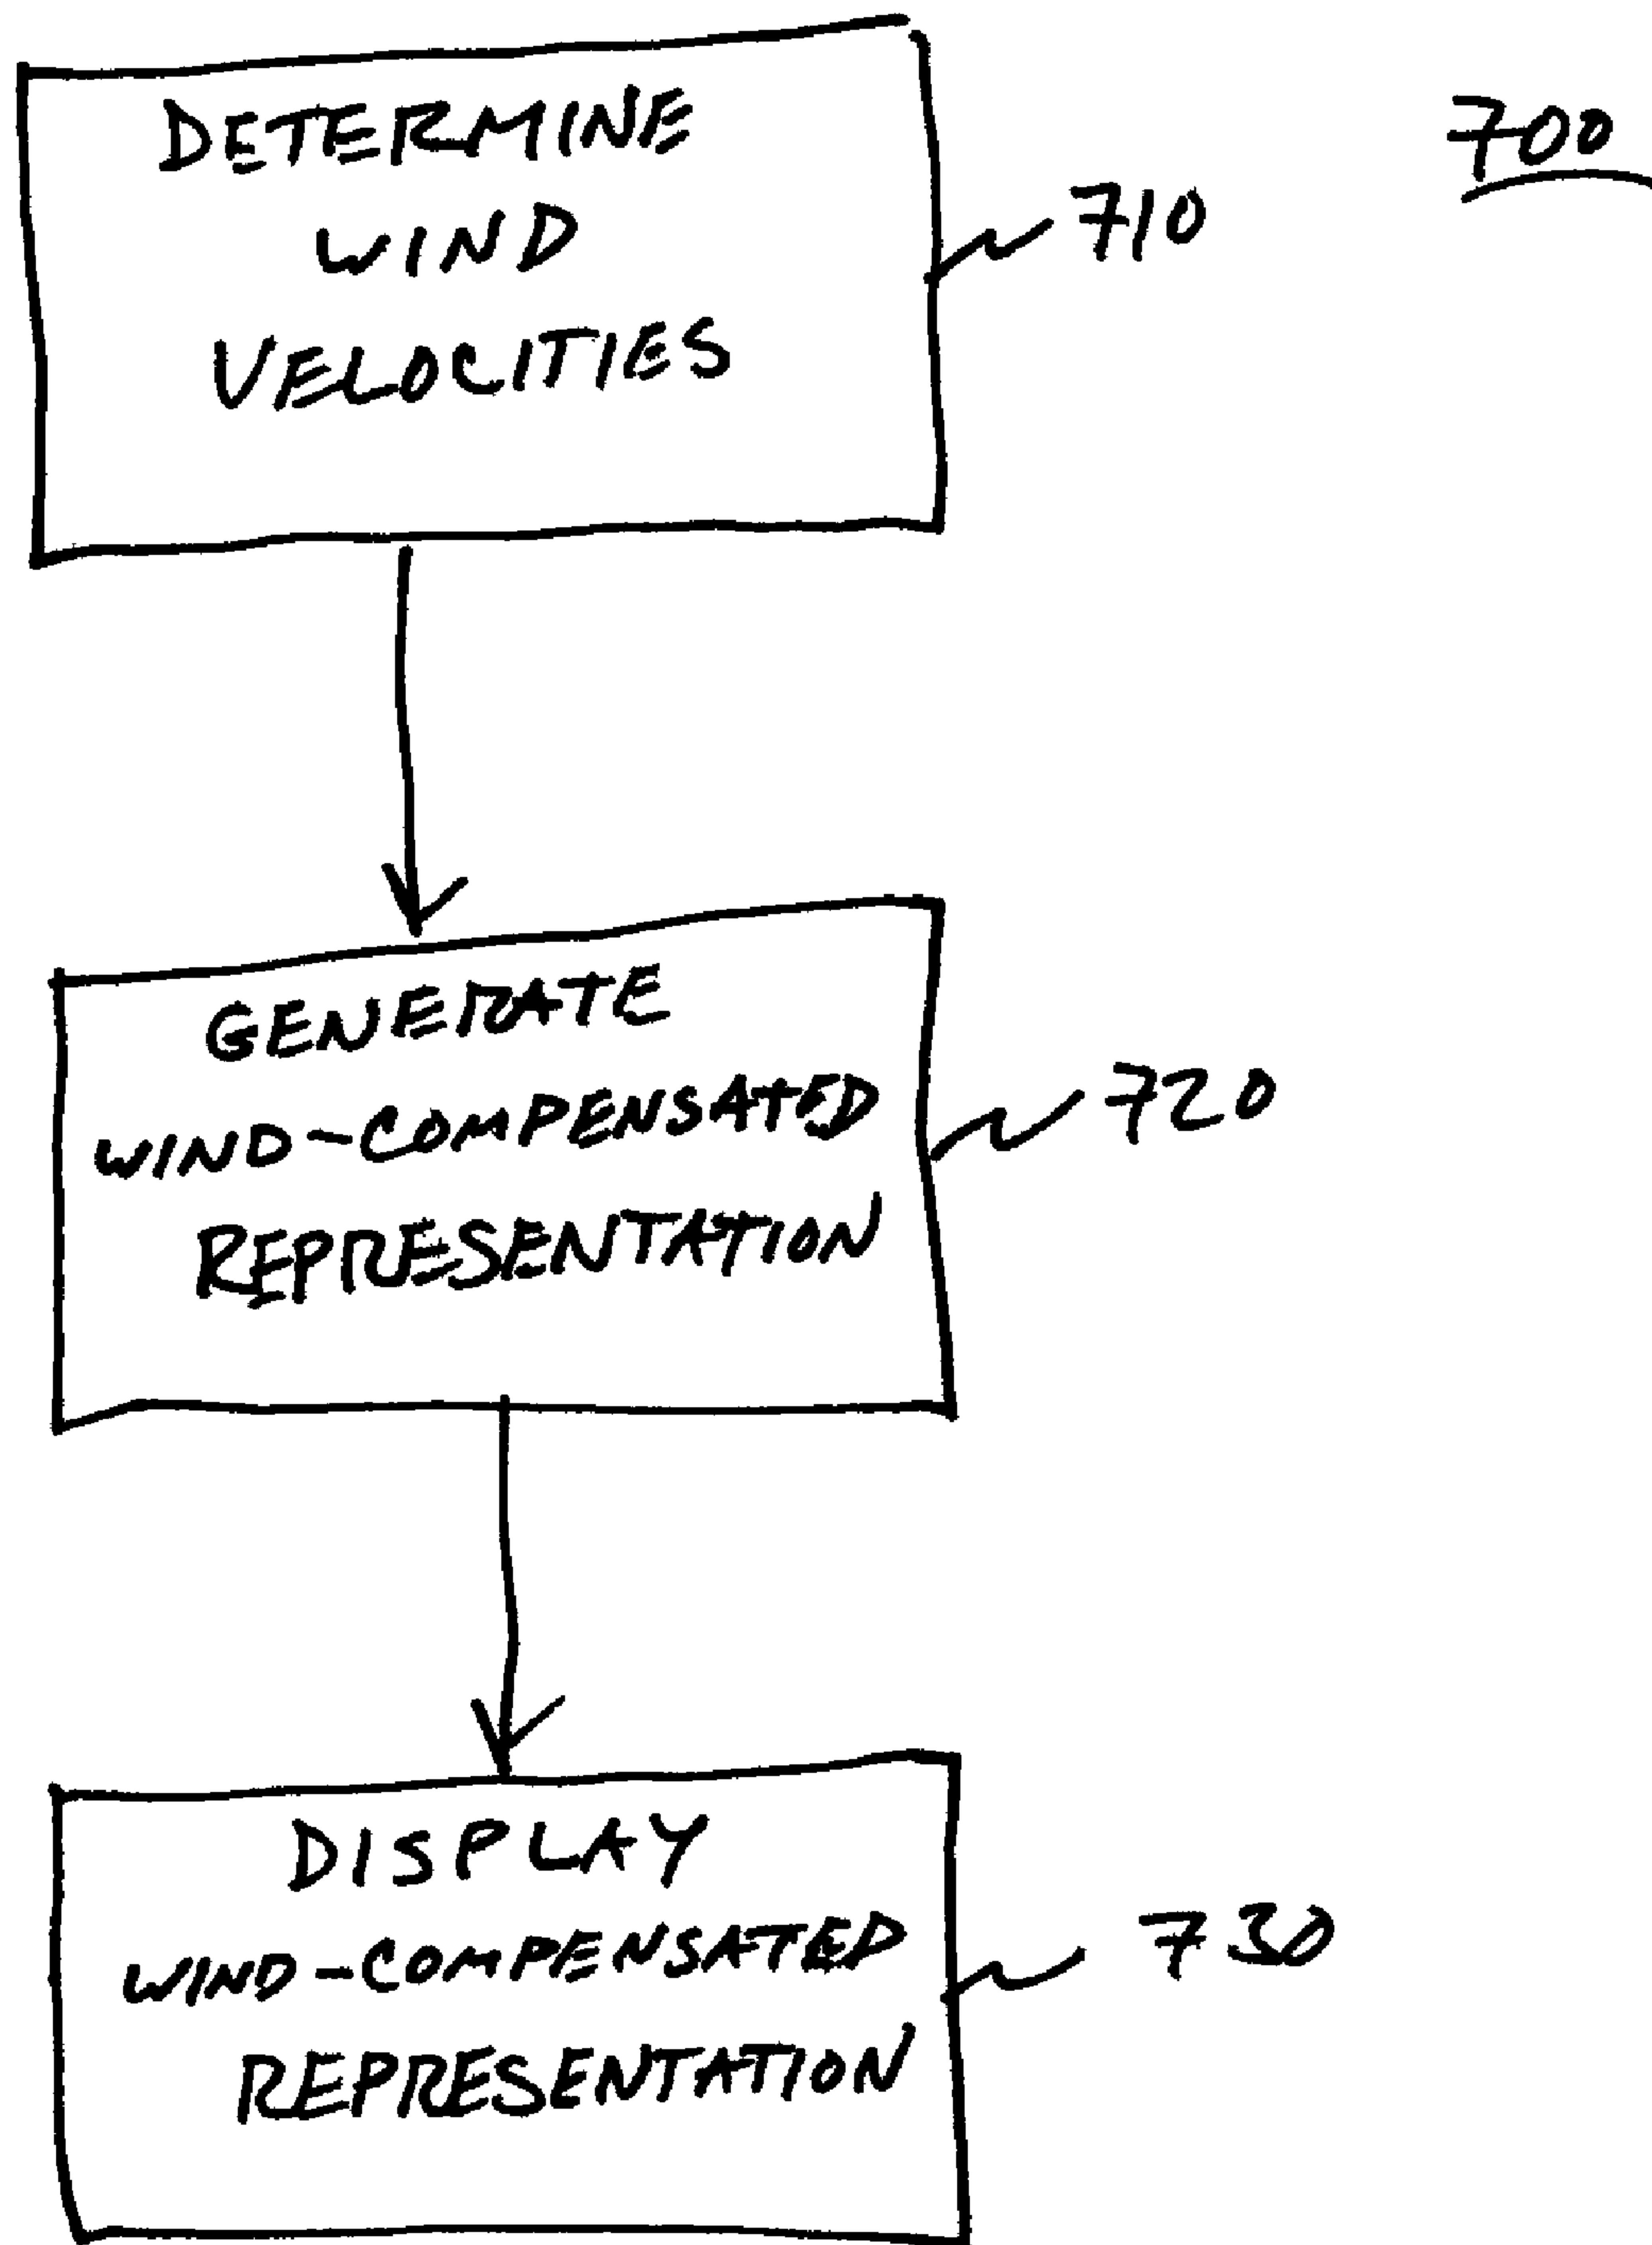 700
DETERMINE
WIND
VELOCITIES
710
GENERATE
WIND-COMPENSATED
REPRESENTATION
720
DISPLAY
WIND-COMPENSATED
REPRESENTATION
730